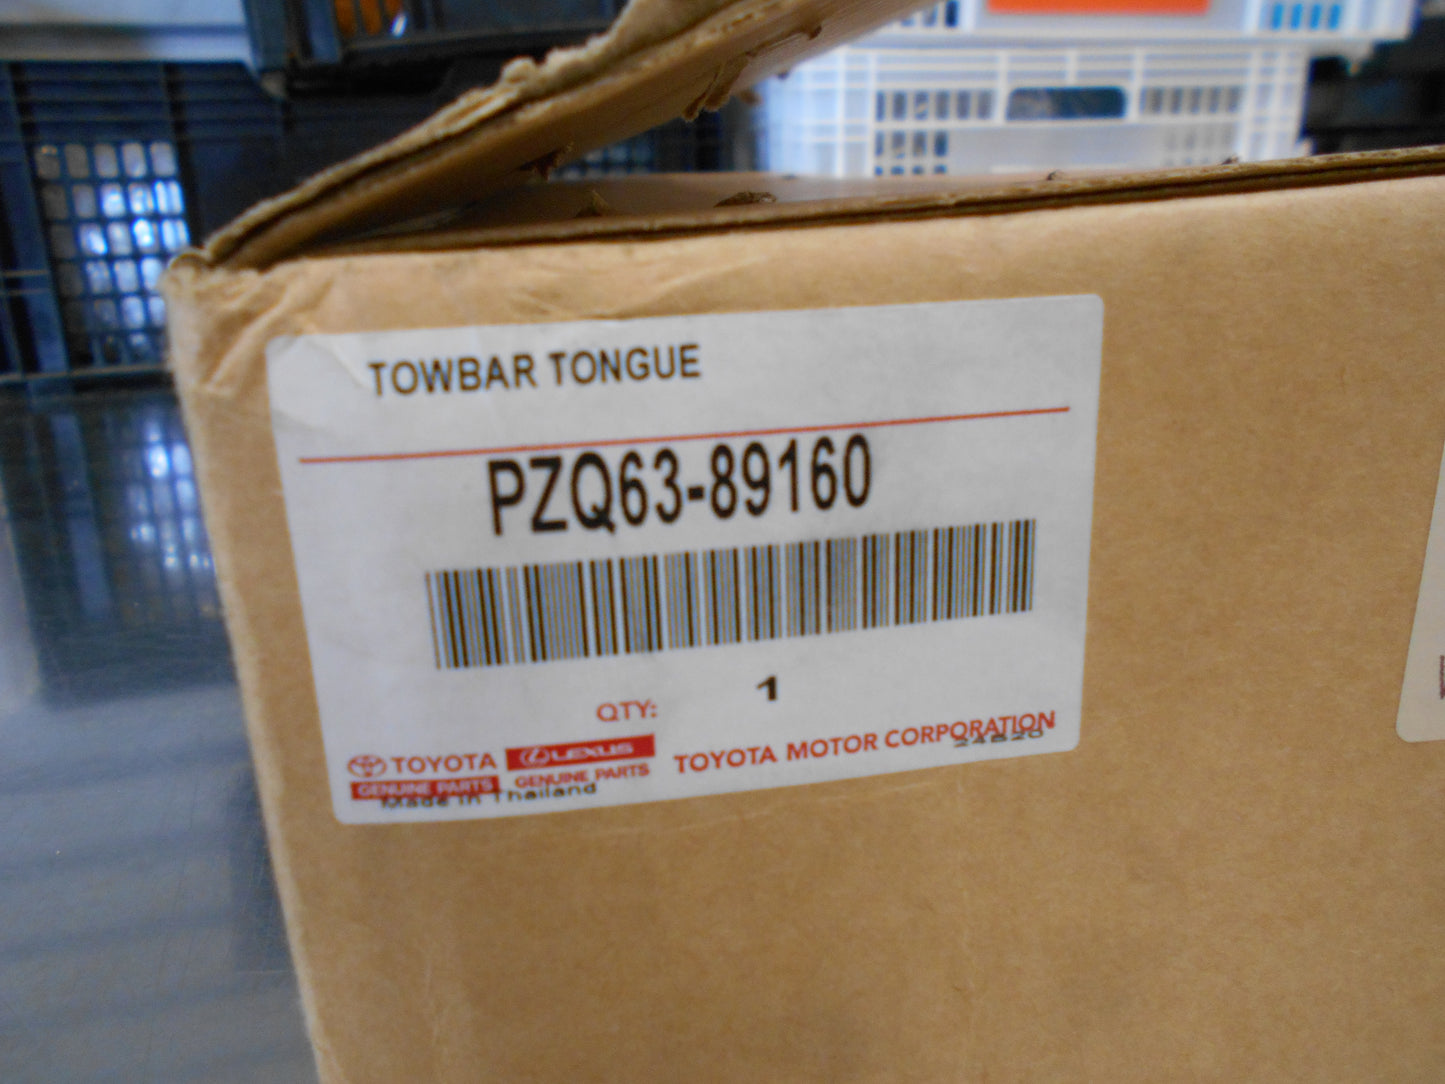 TOWBAR TONGUE
PZQ63-89160
1
QTY:
TOYOTA LEXUS TOYOTA MOTOR CORPORATION
GENUINE PARTS GENUINE PARTS
Made in Thailand